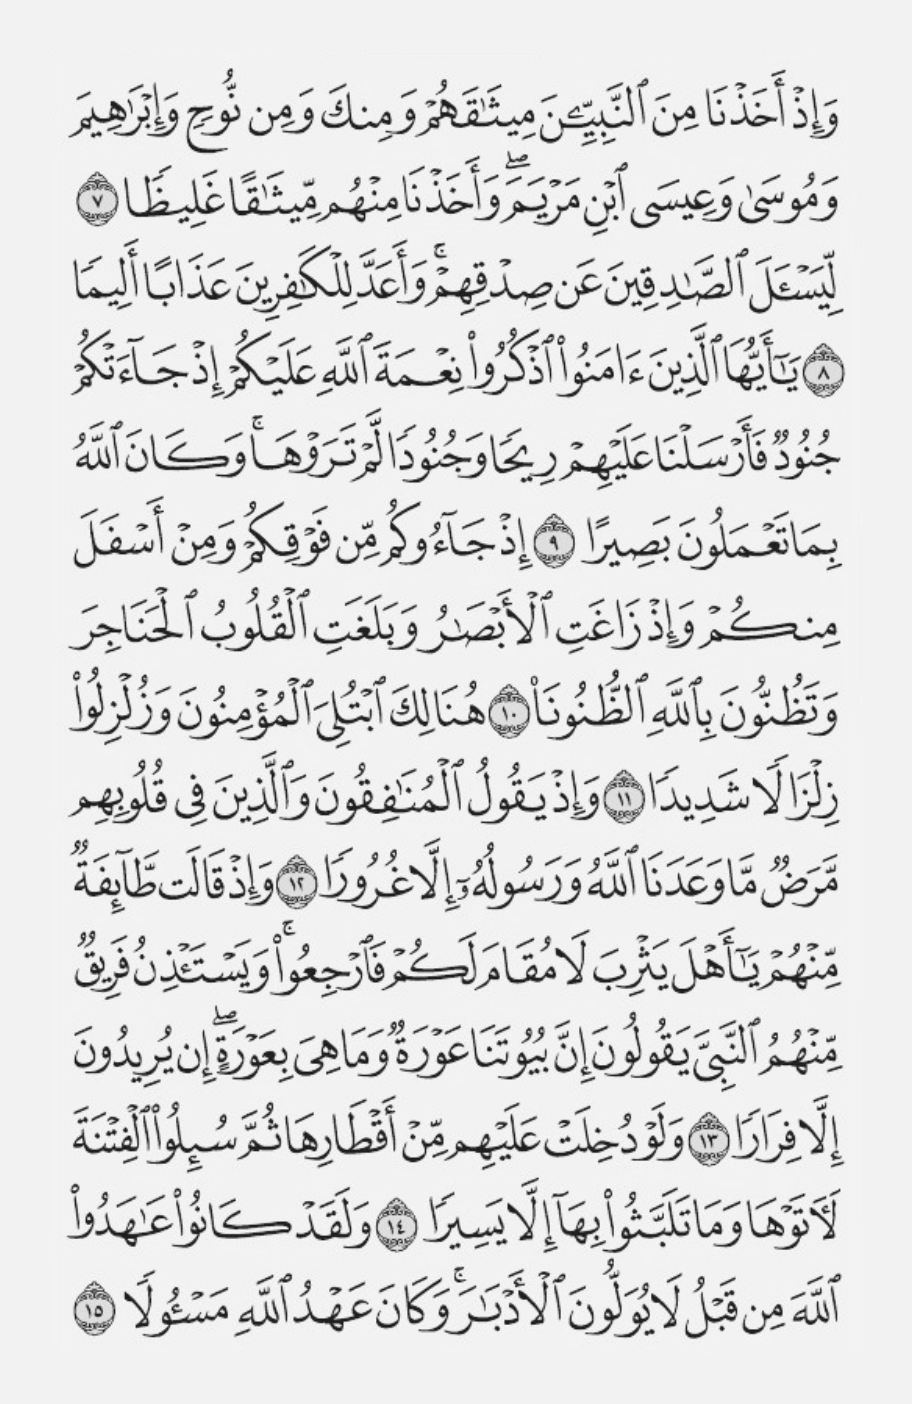 وَإِذْ أَخَذْنَا مِنَ ٱلنَّبِيِّـۧنَ مِيثَـٰقَهُمْ وَمِنكَ وَمِن نُّوحٍ وَإِبْرَٰهِيمَ
وَمُوسَىٰ وَعِيسَى ٱبْنِ مَرْيَمَ ۖ وَأَخَذْنَا مِنْهُم مِّيثَـٰقًا غَلِيظًا ٧
لِّيَسْـَٔلَ ٱلصَّـٰدِقِينَ عَن صِدْقِهِمْ ۚ وَأَعَدَّ لِلْكَـٰفِرِينَ عَذَابًا أَلِيمًا
٨ يَـٰٓأَيُّهَا ٱلَّذِينَ ءَامَنُوا۟ ٱذْكُرُوا۟ نِعْمَةَ ٱللَّهِ عَلَيْكُمْ إِذْ جَآءَتْكُمْ
جُنُودٌ فَأَرْسَلْنَا عَلَيْهِمْ رِيحًا وَجُنُودًا لَّمْ تَرَوْهَا ۚ وَكَانَ ٱللَّهُ
بِمَا تَعْمَلُونَ بَصِيرًا ٩ إِذْ جَآءُوكُم مِّن فَوْقِكُمْ وَمِنْ أَسْفَلَ
مِنكُمْ وَإِذْ زَاغَتِ ٱلْأَبْصَـٰرُ وَبَلَغَتِ ٱلْقُلُوبُ ٱلْحَنَاجِرَ
وَتَظُنُّونَ بِٱللَّهِ ٱلظُّنُونَا۠ ١٠ هُنَالِكَ ٱبْتُلِىَ ٱلْمُؤْمِنُونَ وَزُلْزِلُوا۟
زِلْزَالًا شَدِيدًا ١١ وَإِذْ يَقُولُ ٱلْمُنَـٰفِقُونَ وَٱلَّذِينَ فِى قُلُوبِهِم
مَّرَضٌ مَّا وَعَدَنَا ٱللَّهُ وَرَسُولُهُۥٓ إِلَّا غُرُورًا ١٢ وَإِذْ قَالَت طَّآئِفَةٌ
مِّنْهُمْ يَـٰٓأَهْلَ يَثْرِبَ لَا مُقَامَ لَكُمْ فَٱرْجِعُوا۟ ۚ وَيَسْتَـْٔذِنُ فَرِيقٌ
مِّنْهُمُ ٱلنَّبِىَّ يَقُولُونَ إِنَّ بُيُوتَنَا عَوْرَةٌ وَمَا هِىَ بِعَوْرَةٍ ۖ إِن يُرِيدُونَ
إِلَّا فِرَارًا ١٣ وَلَوْ دُخِلَتْ عَلَيْهِم مِّنْ أَقْطَارِهَا ثُمَّ سُئِلُوا۟ ٱلْفِتْنَةَ
لَـَٔاتَوْهَا وَمَا تَلَبَّثُوا۟ بِهَآ إِلَّا يَسِيرًا ١٤ وَلَقَدْ كَانُوا۟ عَـٰهَدُوا۟
ٱللَّهَ مِن قَبْلُ لَا يُوَلُّونَ ٱلْأَدْبَـٰرَ ۚ وَكَانَ عَهْدُ ٱللَّهِ مَسْـُٔولًا ١٥